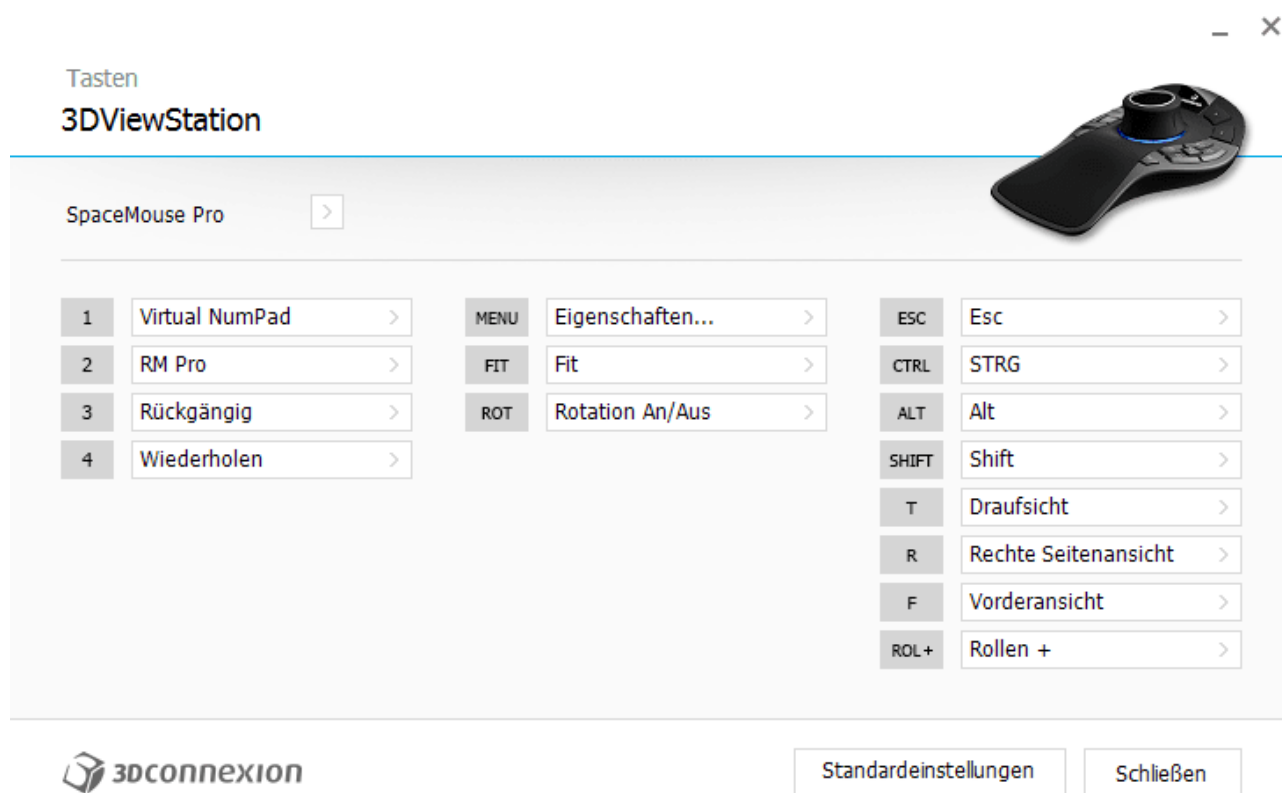 Tasten
3DViewStation
SpaceMouse Pro
1 Virtual NumPad
2 RM Pro
3 Rückgängig
4 Wiederholen
MENU Eigenschaften...
FIT Fit
ROT Rotation An/Aus
ESC Esc
CTRL STRG
ALT Alt
SHIFT Shift
T Draufsicht
R Rechte Seitenansicht
F Vorderansicht
ROL+ Rollen +
3Dconnexion
Standardeinstellungen
Schließen